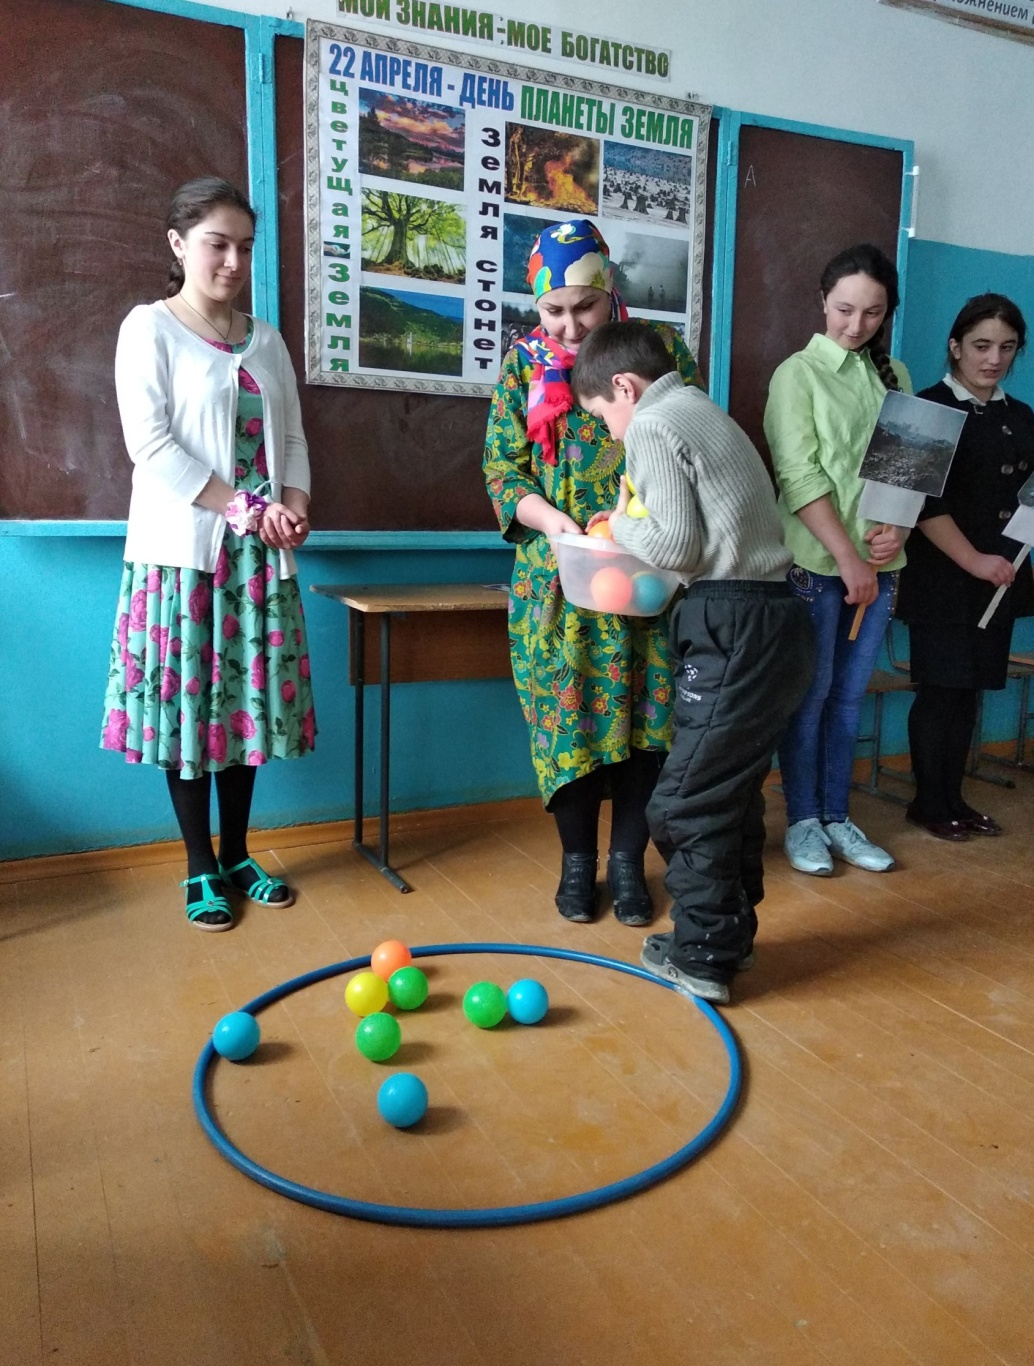 МОИ ЗНАНИЯ - МОЕ БОГАТСТВО
22 АПРЕЛЯ - ДЕНЬ ПЛАНЕТЫ ЗЕМЛЯ
Цветущая Земля
Земля стонет
А